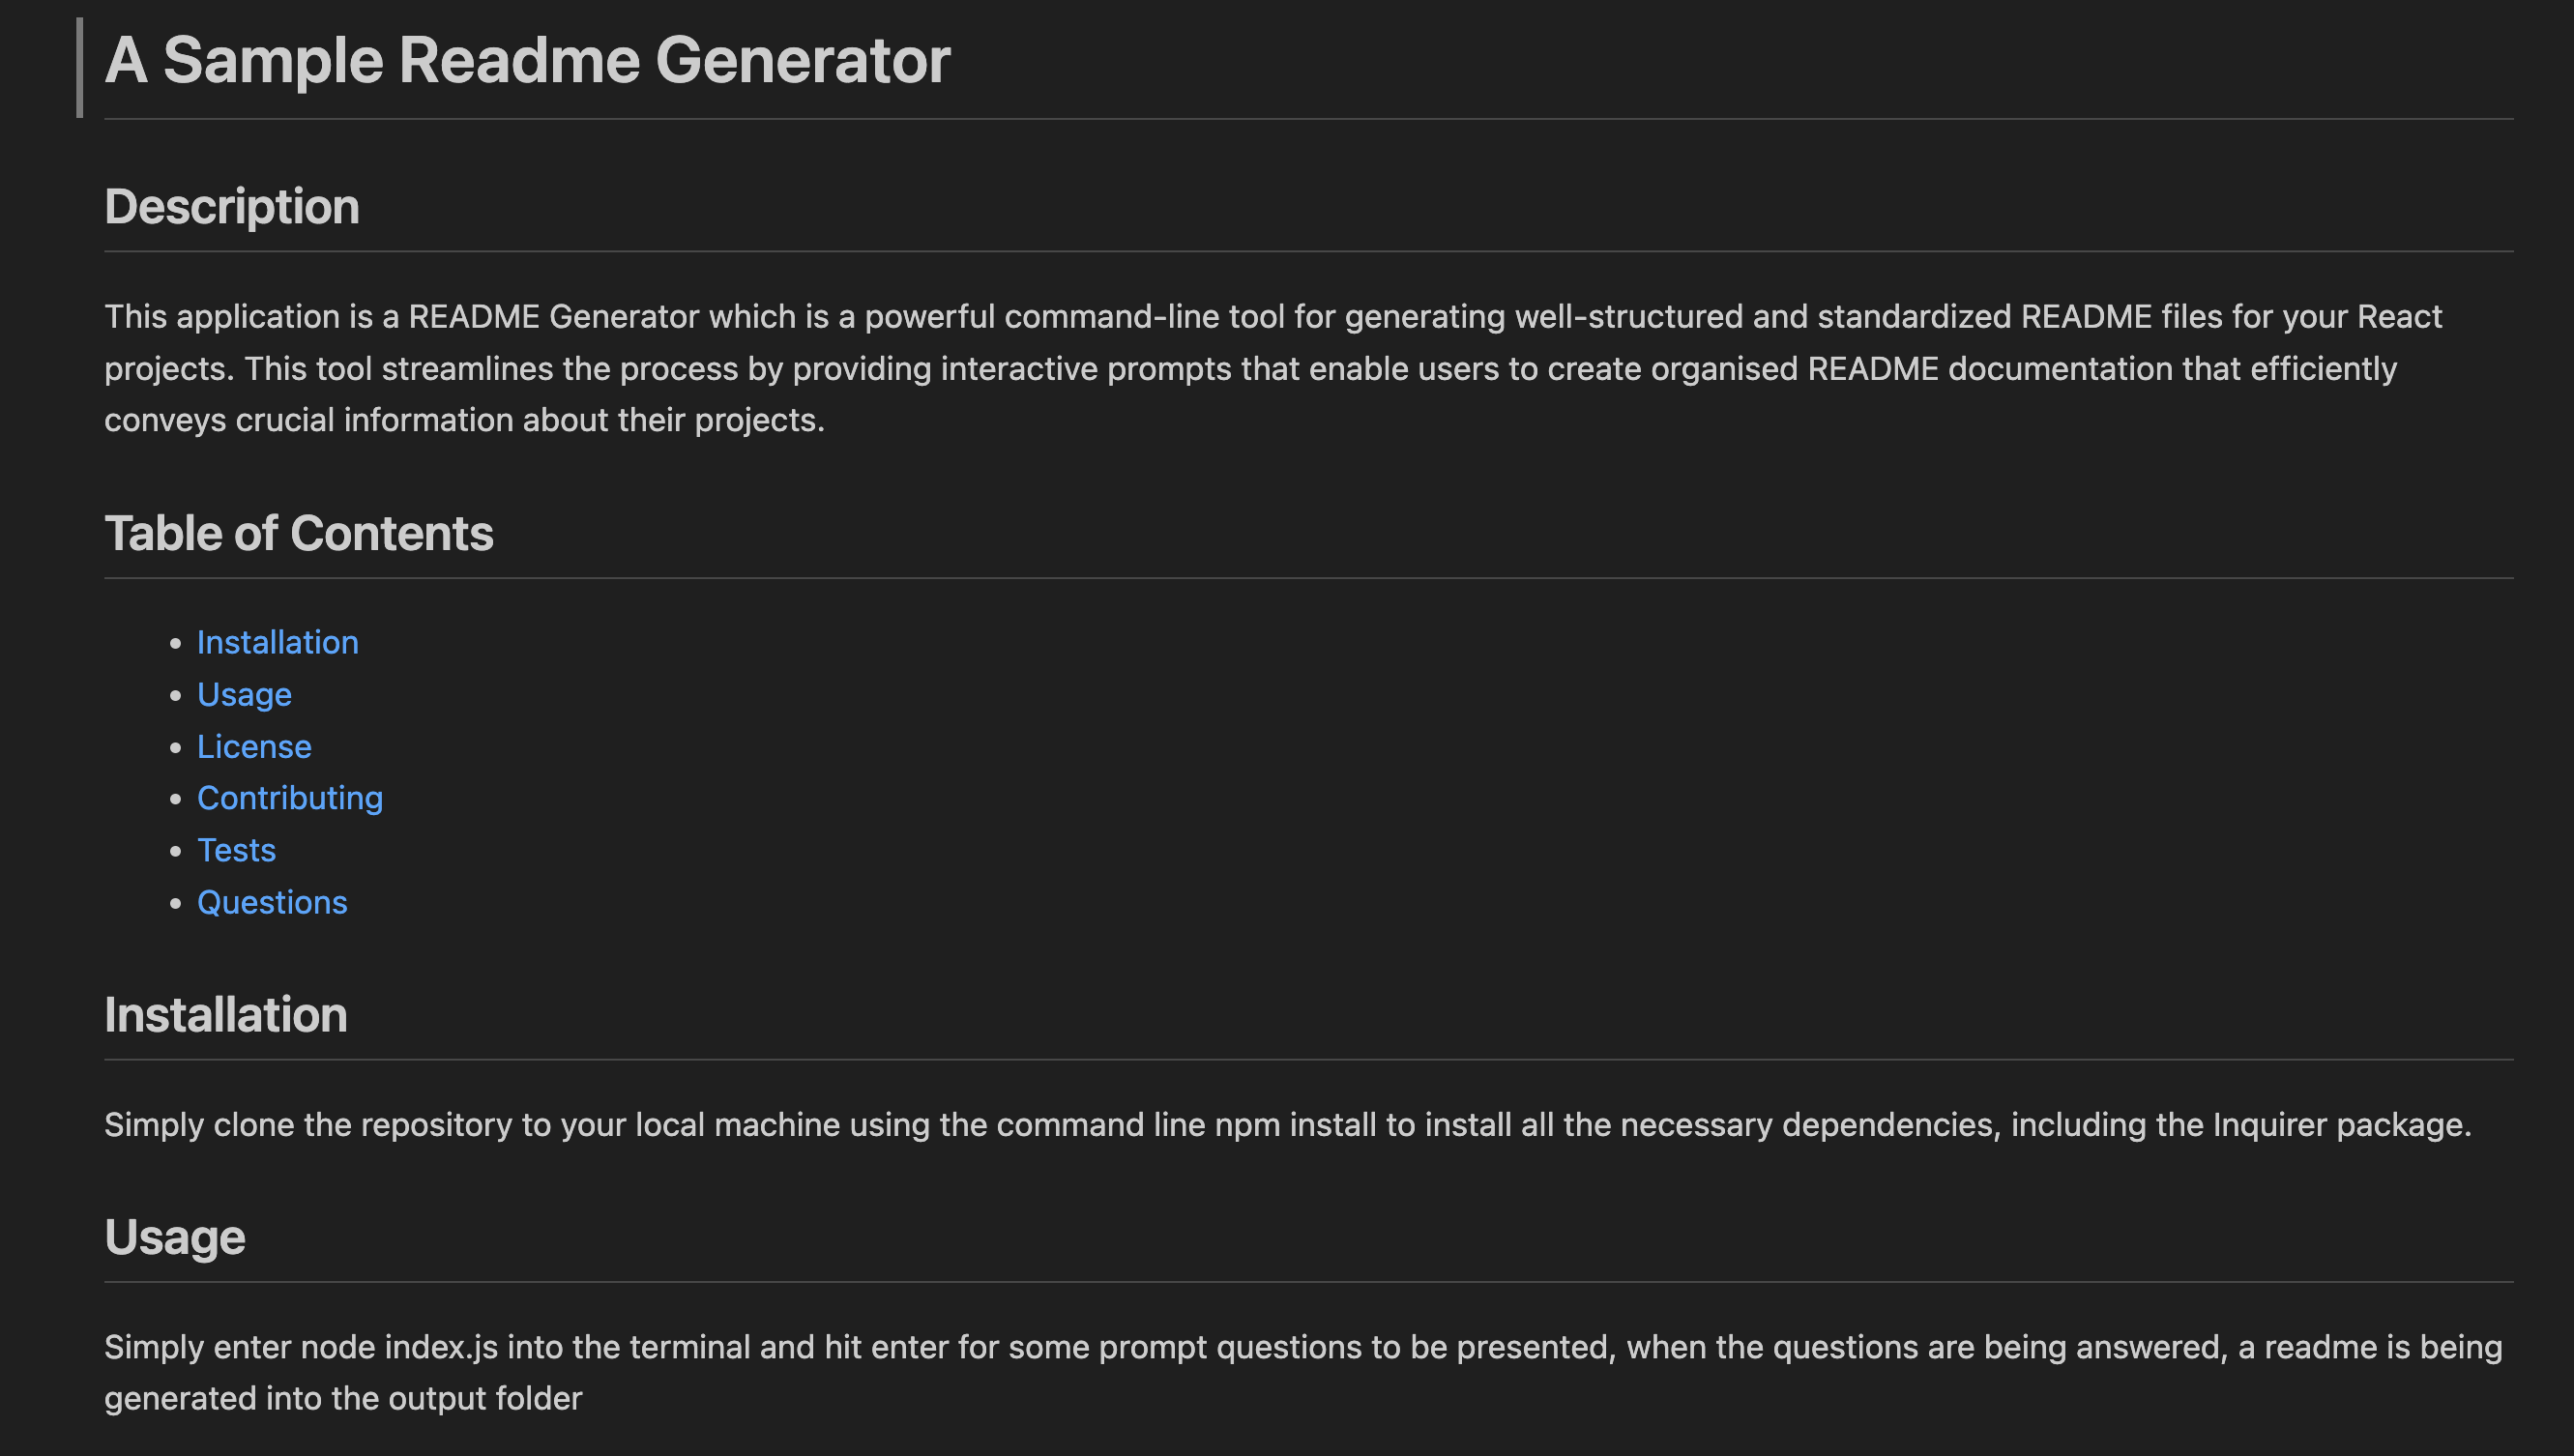 A Sample Readme Generator
Description
This application is a README Generator which is a powerful command-line tool for generating well-structured and standardized README files for your React
projects. This tool streamlines the process by providing interactive prompts that enable users to create organised README documentation that efficiently
conveys crucial information about their projects.
Table of Contents
• Installation
• Usage
• License
• Contributing
• Tests
• Questions
Installation
Simply clone the repository to your local machine using the command line npm install to install all the necessary dependencies, including the Inquirer package.
Usage
Simply enter node index.js into the terminal and hit enter for some prompt questions to be presented, when the questions are being answered, a readme is being
generated into the output folder